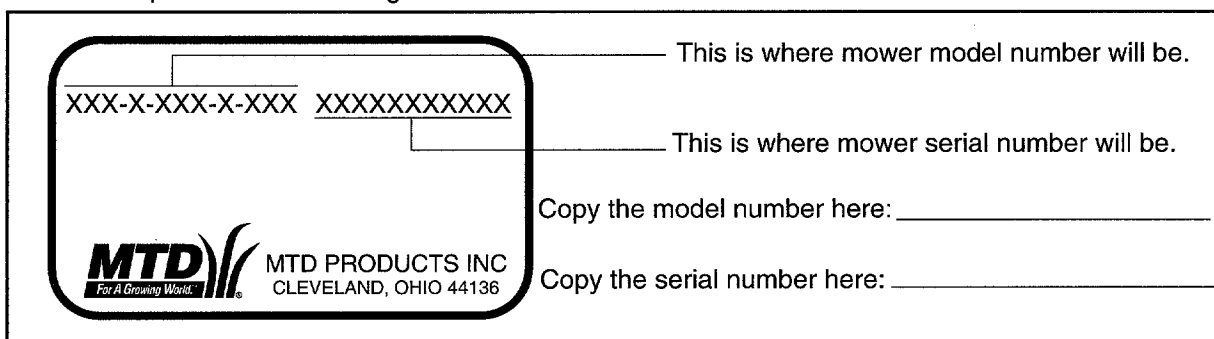 This is where mower model number will be.
XXX-X-XXX-X-XXX XXXXXXXXXXX
This is where mower serial number will be.
Copy the model number here:
MTD
For A Growing World.
MTD PRODUCTS INC
CLEVELAND, OHIO 44136
Copy the serial number here: